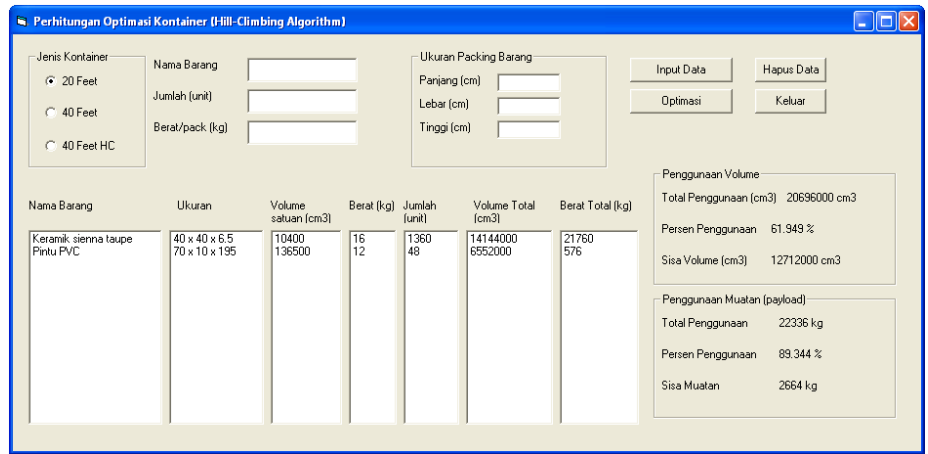 Perhitungan Optimasi Kontainer (Hill-Climbing Algorithm)
Jenis Kontainer
20 Feet
40 Feet
40 Feet HC
Nama Barang
Jumlah (unit)
Berat/pack (kg)
Ukuran Packing Barang
Panjang (cm)
Lebar (cm)
Tinggi (cm)
Input Data
Hapus Data
Optimasi
Keluar
Nama Barang
Ukuran
Volume satuan (cm3)
Berat (kg)
Jumlah (unit)
Volume Total (cm3)
Berat Total (kg)
Keramik sienna taupe 40 x 40 x 6.5 10400 16 1360 14144000 21760
Pintu PVC 70 x 10 x 195 136500 12 48 6552000 576
Penggunaan Volume
Total Penggunaan (cm3) 20696000 cm3
Persen Penggunaan 61.949 %
Sisa Volume (cm3) 12712000 cm3
Penggunaan Muatan (payload)
Total Penggunaan 22336 kg
Persen Penggunaan 89.344 %
Sisa Muatan 2664 kg